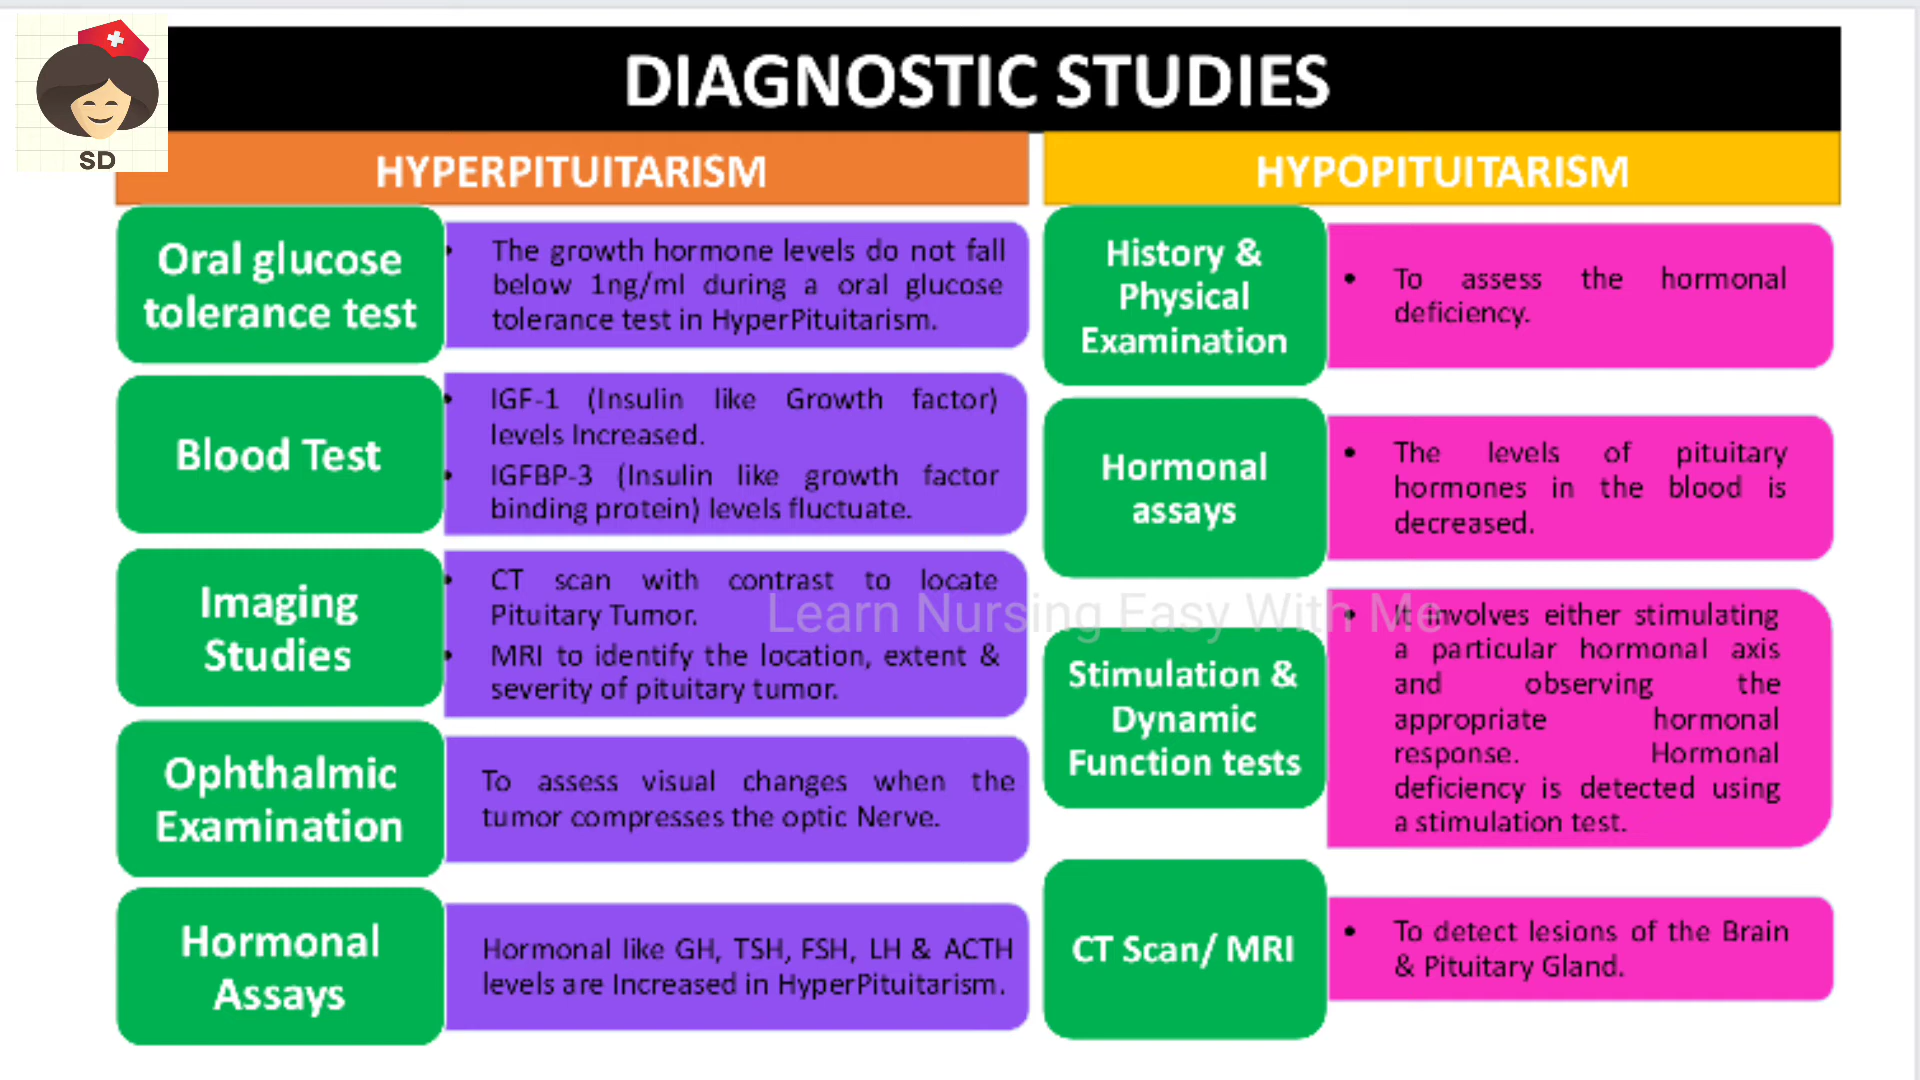 SD
DIAGNOSTIC STUDIES
HYPERPITUITARISM
Oral glucose
tolerance test
• The growth hormone levels do not fall
below 1ng/ml during a oral glucose
tolerance test in HyperPituitarism.
Blood Test
• IGF-1 (Insulin like Growth factor)
levels Increased.
• IGFBP-3 (Insulin like growth factor
binding protein) levels fluctuate.
Imaging
Studies
• CT scan with contrast to locate
Pituitary Tumor.
• MRI to identify the location, extent &
severity of pituitary tumor.
Ophthalmic
Examination
To assess visual changes when the
tumor compresses the optic Nerve.
Hormonal
Assays
Hormonal like GH, TSH, FSH, LH & ACTH
levels are Increased in HyperPituitarism.
HYPOPITUITARISM
History &
Physical
Examination
• To assess the hormonal
deficiency.
Hormonal
assays
• The levels of pituitary
hormones in the blood is
decreased.
Stimulation &
Dynamic
Function tests
• It involves either stimulating
a particular hormonal axis
and observing the
appropriate hormonal
response. Hormonal
deficiency is detected using
a stimulation test.
CT Scan/ MRI
• To detect lesions of the Brain
& Pituitary Gland.
Learn Nursing Easy With Me